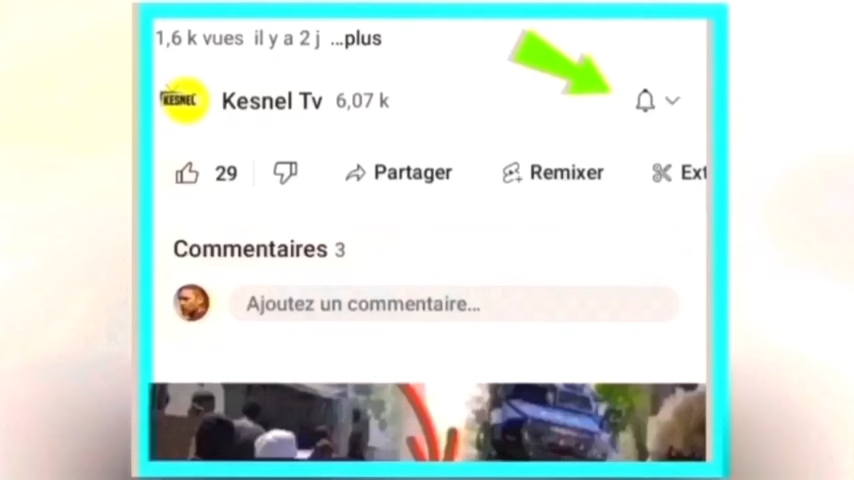 1,6 k vues il y a 2 j ...plus
KESNEL Kesnel Tv 6,07 k
29 Partager Remixer Ext
Commentaires 3
Ajoutez un commentaire...